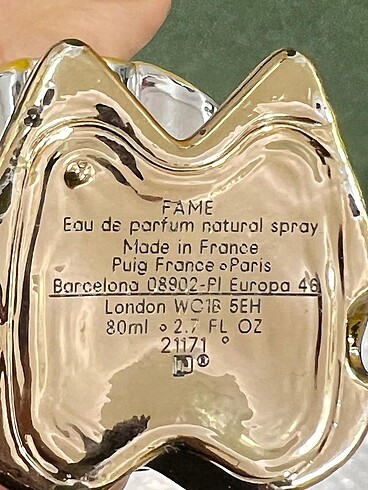 FAME
Eau de parfum natural spray
Made in France
Puig France o Paris
Barcelona 08902-Pl Europa 46
London WC1B 5EH
80ml o 2.7 FL OZ
21171 °
®